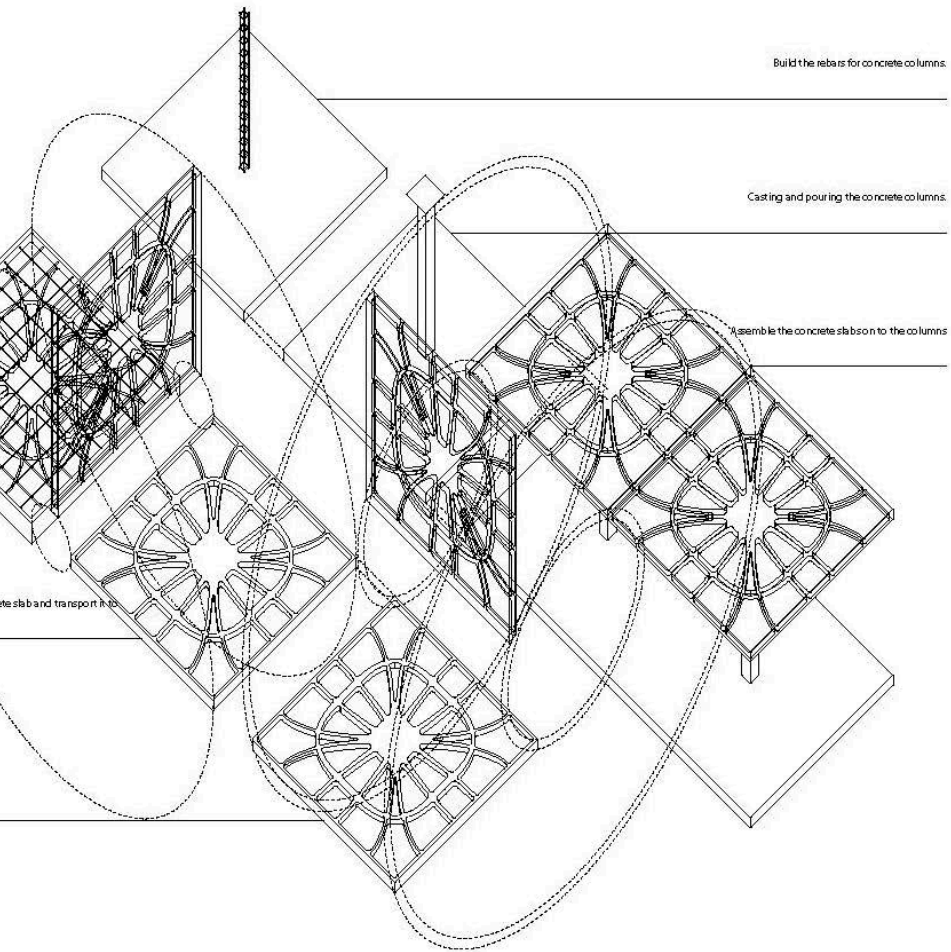 Build the rebars for concrete columns.
Casting and pouring the concrete columns.
Assemble the concrete slabs on to the columns
slab and transport it to